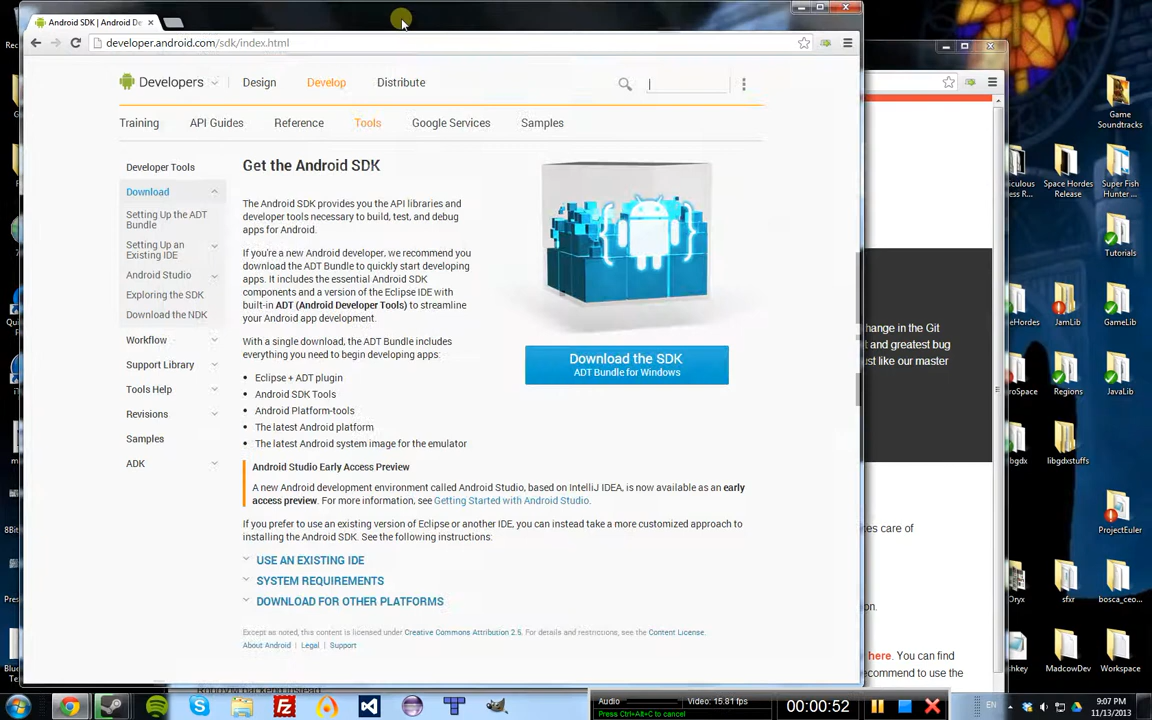 Android SDK | Android De
developer.android.com/sdk/index.html
Developers
Design
Develop
Distribute
Training
API Guides
Reference
Tools
Google Services
Samples
Developer Tools
Download
Setting Up the ADT
Bundle
Setting Up an
Existing IDE
Android Studio
Exploring the SDK
Download the NDK
Workflow
Support Library
Tools Help
Revisions
Samples
ADK
Get the Android SDK
The Android SDK provides you the API libraries and
developer tools necessary to build, test, and debug
apps for Android.
If you're a new Android developer, we recommend you
download the ADT Bundle to quickly start developing
apps. It includes the essential Android SDK
components and a version of the Eclipse IDE with
built-in ADT (Android Developer Tools) to streamline
your Android app development.
With a single download, the ADT Bundle includes
everything you need to begin developing apps:
• Eclipse + ADT plugin
• Android SDK Tools
• Android Platform-tools
• The latest Android platform
• The latest Android system image for the emulator
Download the SDK
ADT Bundle for Windows
Android Studio Early Access Preview
A new Android development environment called Android Studio, based on IntelliJ IDEA, is now available as an early
access preview. For more information, see Getting Started with Android Studio.
If you prefer to use an existing version of Eclipse or another IDE, you can instead take a more customized approach to
installing the Android SDK. See the following instructions:
USE AN EXISTING IDE
SYSTEM REQUIREMENTS
DOWNLOAD FOR OTHER PLATFORMS
Except as noted, this content is licensed under Creative Commons Attribution 2.5. For details and restrictions, see the Content License.
About Android | Legal | Support
hange in the Git
t and greatest bug
ust like our master
es care of
on.
here. You can find
ecommend to use the
RoboVM backend instead
Game
Soundtracks
Space Hordes
Release
Super Fish
Hunter
Tutorials
JamLib
GameLib
Regions
JavaLib
libgdxstuffs
ProjectEuler
Oryx
sfxr
bosca_ceo...
MadcowDev
Workspace
Audio
Video: 15.81 fps
Press Ctrl+Alt+C to cancel
00:00:52
EN
9:07 PM
11/13/2013